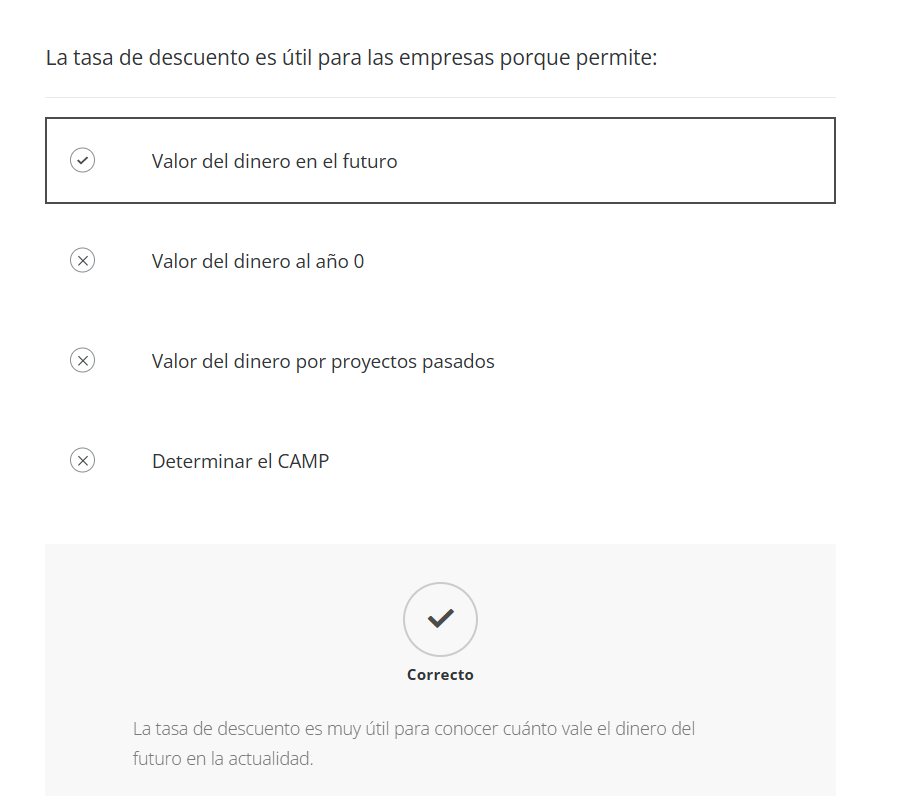 La tasa de descuento es útil para las empresas porque permite:
Valor del dinero en el futuro
Valor del dinero al año 0
Valor del dinero por proyectos pasados
Determinar el CAMP
Correcto
La tasa de descuento es muy útil para conocer cuánto vale el dinero del
futuro en la actualidad.